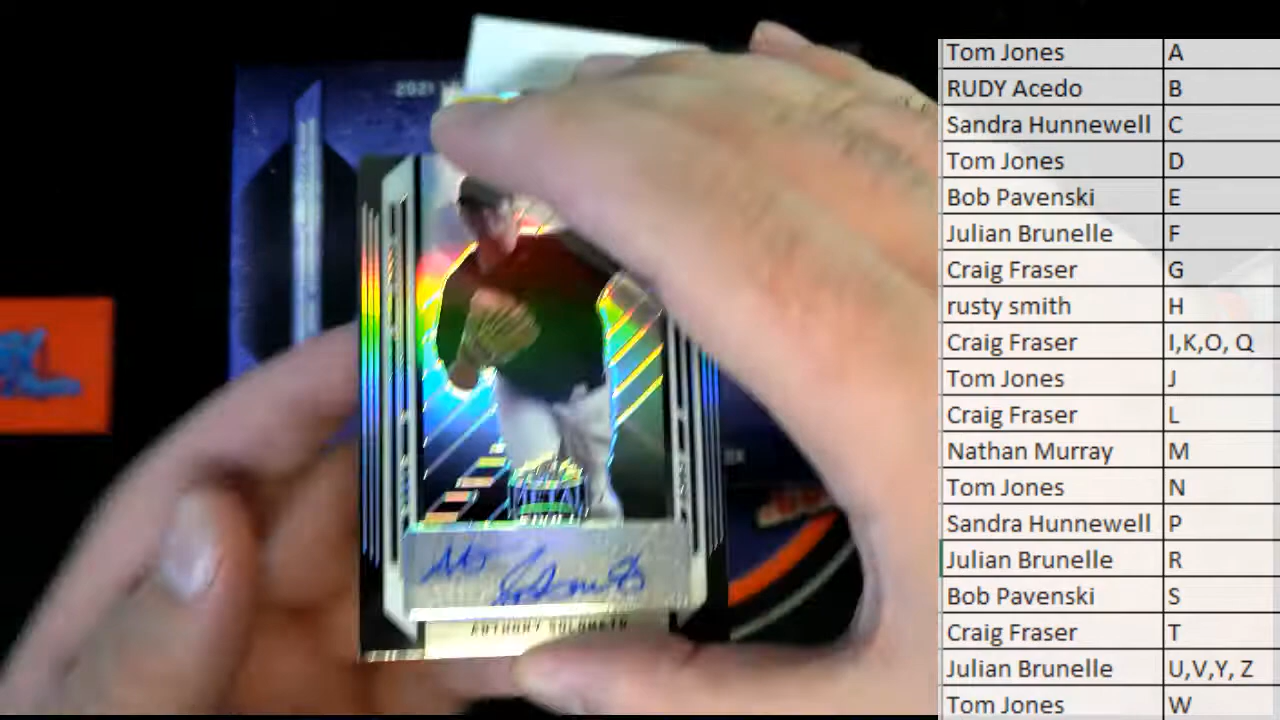 2021
ANTHONY SOLOMETO
Tom Jones A
RUDY Acedo B
Sandra Hunnewell C
Tom Jones D
Bob Pavenski E
Julian Brunelle F
Craig Fraser G
rusty smith H
Craig Fraser I,K,O, Q
Tom Jones J
Craig Fraser L
Nathan Murray M
Tom Jones N
Sandra Hunnewell P
Julian Brunelle R
Bob Pavenski S
Craig Fraser T
Julian Brunelle U,V,Y, Z
Tom Jones W